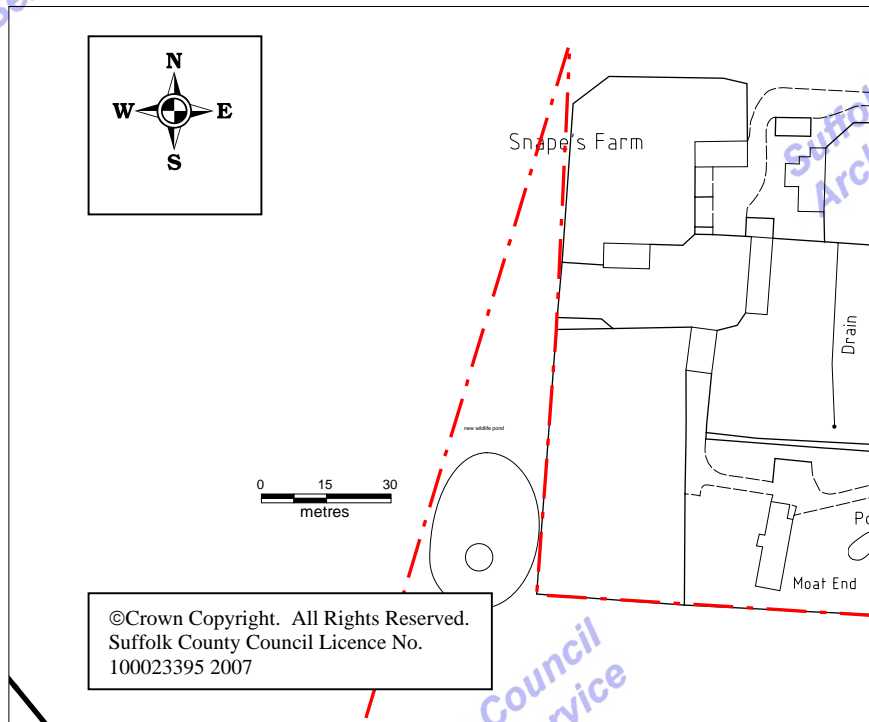 N
W E
S
Snape's Farm
Drain
new wildlife pond
0 15 30
metres
Moat End
©Crown Copyright. All Rights Reserved.
Suffolk County Council Licence No.
100023395 2007
Council